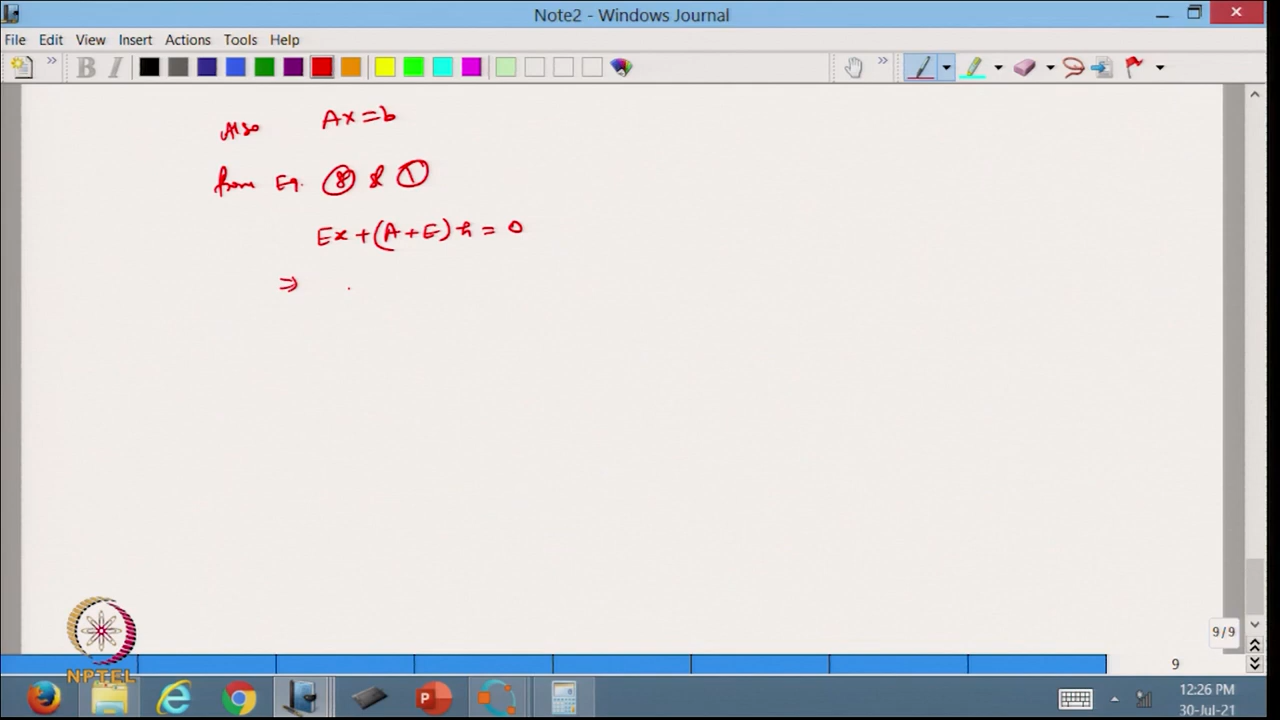 Note2 - Windows Journal
File Edit View Insert Actions Tools Help
B I
Also Ax = b
from Eq. ⑧ & ①
Ex + (A + E) h = 0
⇒
9 / 9
9
NPTEL
12:26 PM
30-Jul-21